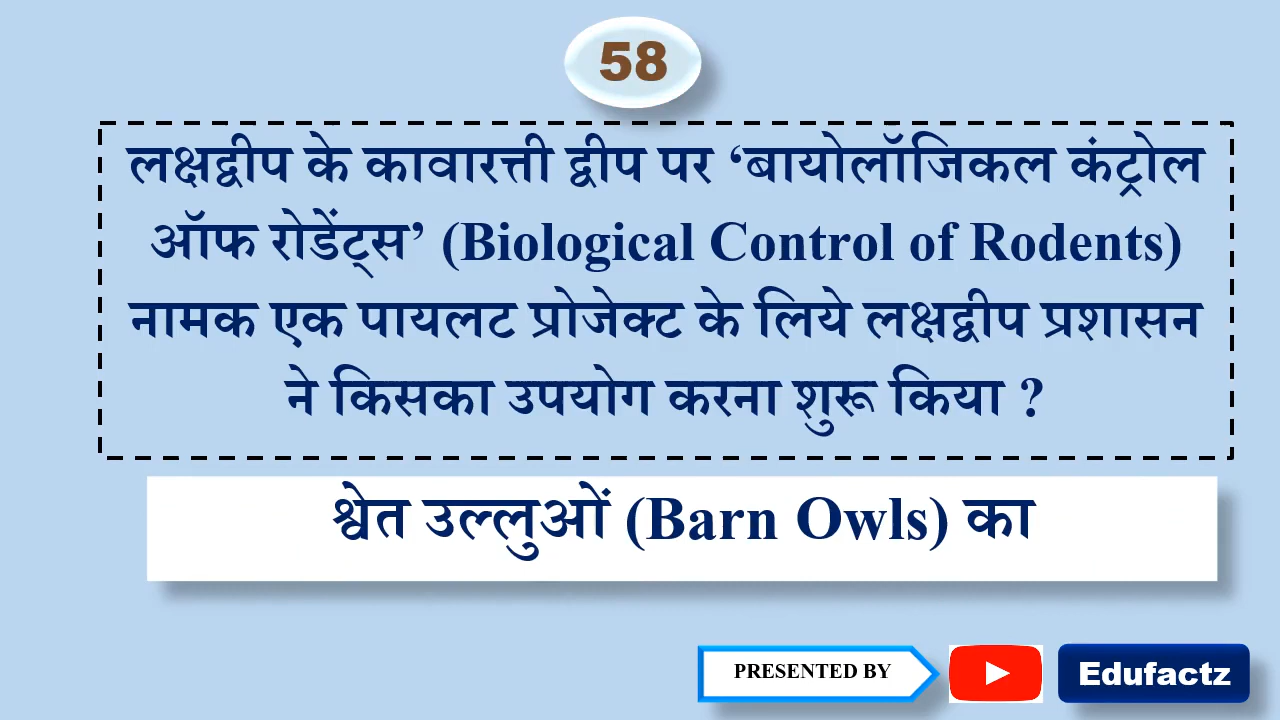 58
लक्षद्वीप के कावारत्ती द्वीप पर ‘बायोलॉजिकल कंट्रोल
ऑफ रोडेंट्स’ (Biological Control of Rodents)
नामक एक पायलट प्रोजेक्ट के लिये लक्षद्वीप प्रशासन
ने किसका उपयोग करना शुरू किया ?
श्वेत उल्लुओं (Barn Owls) का
PRESENTED BY
Edufactz